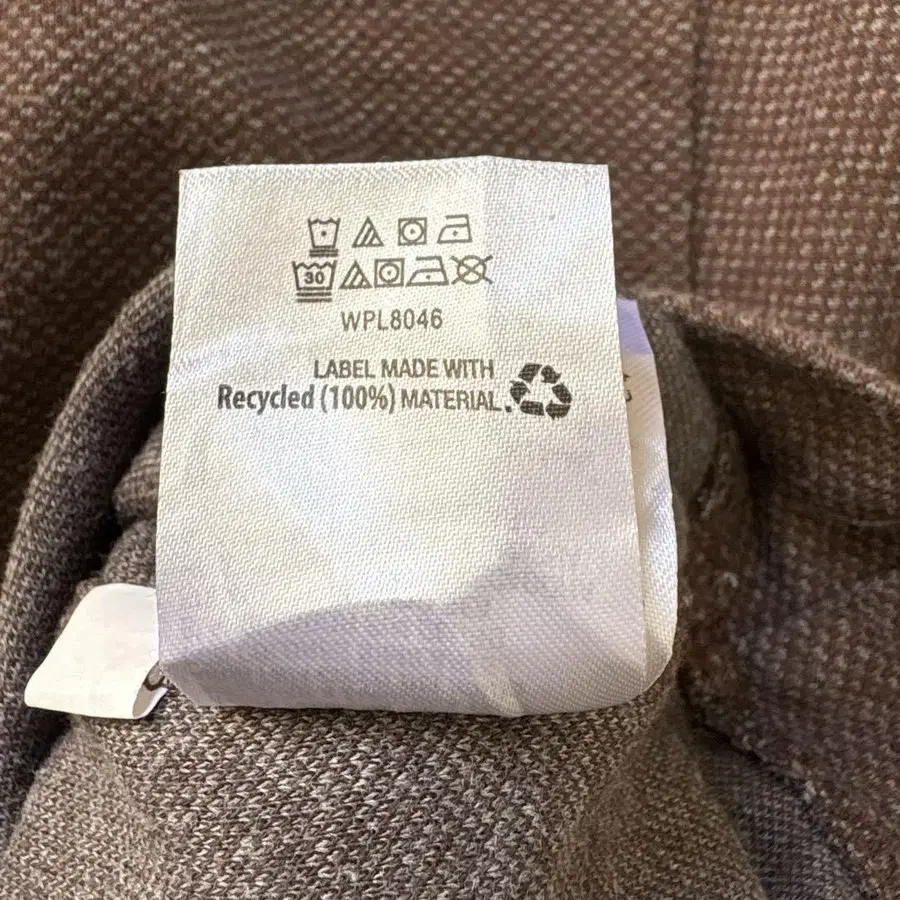 30
WPL8046
LABEL MADE WITH
Recycled (100%) MATERIAL.